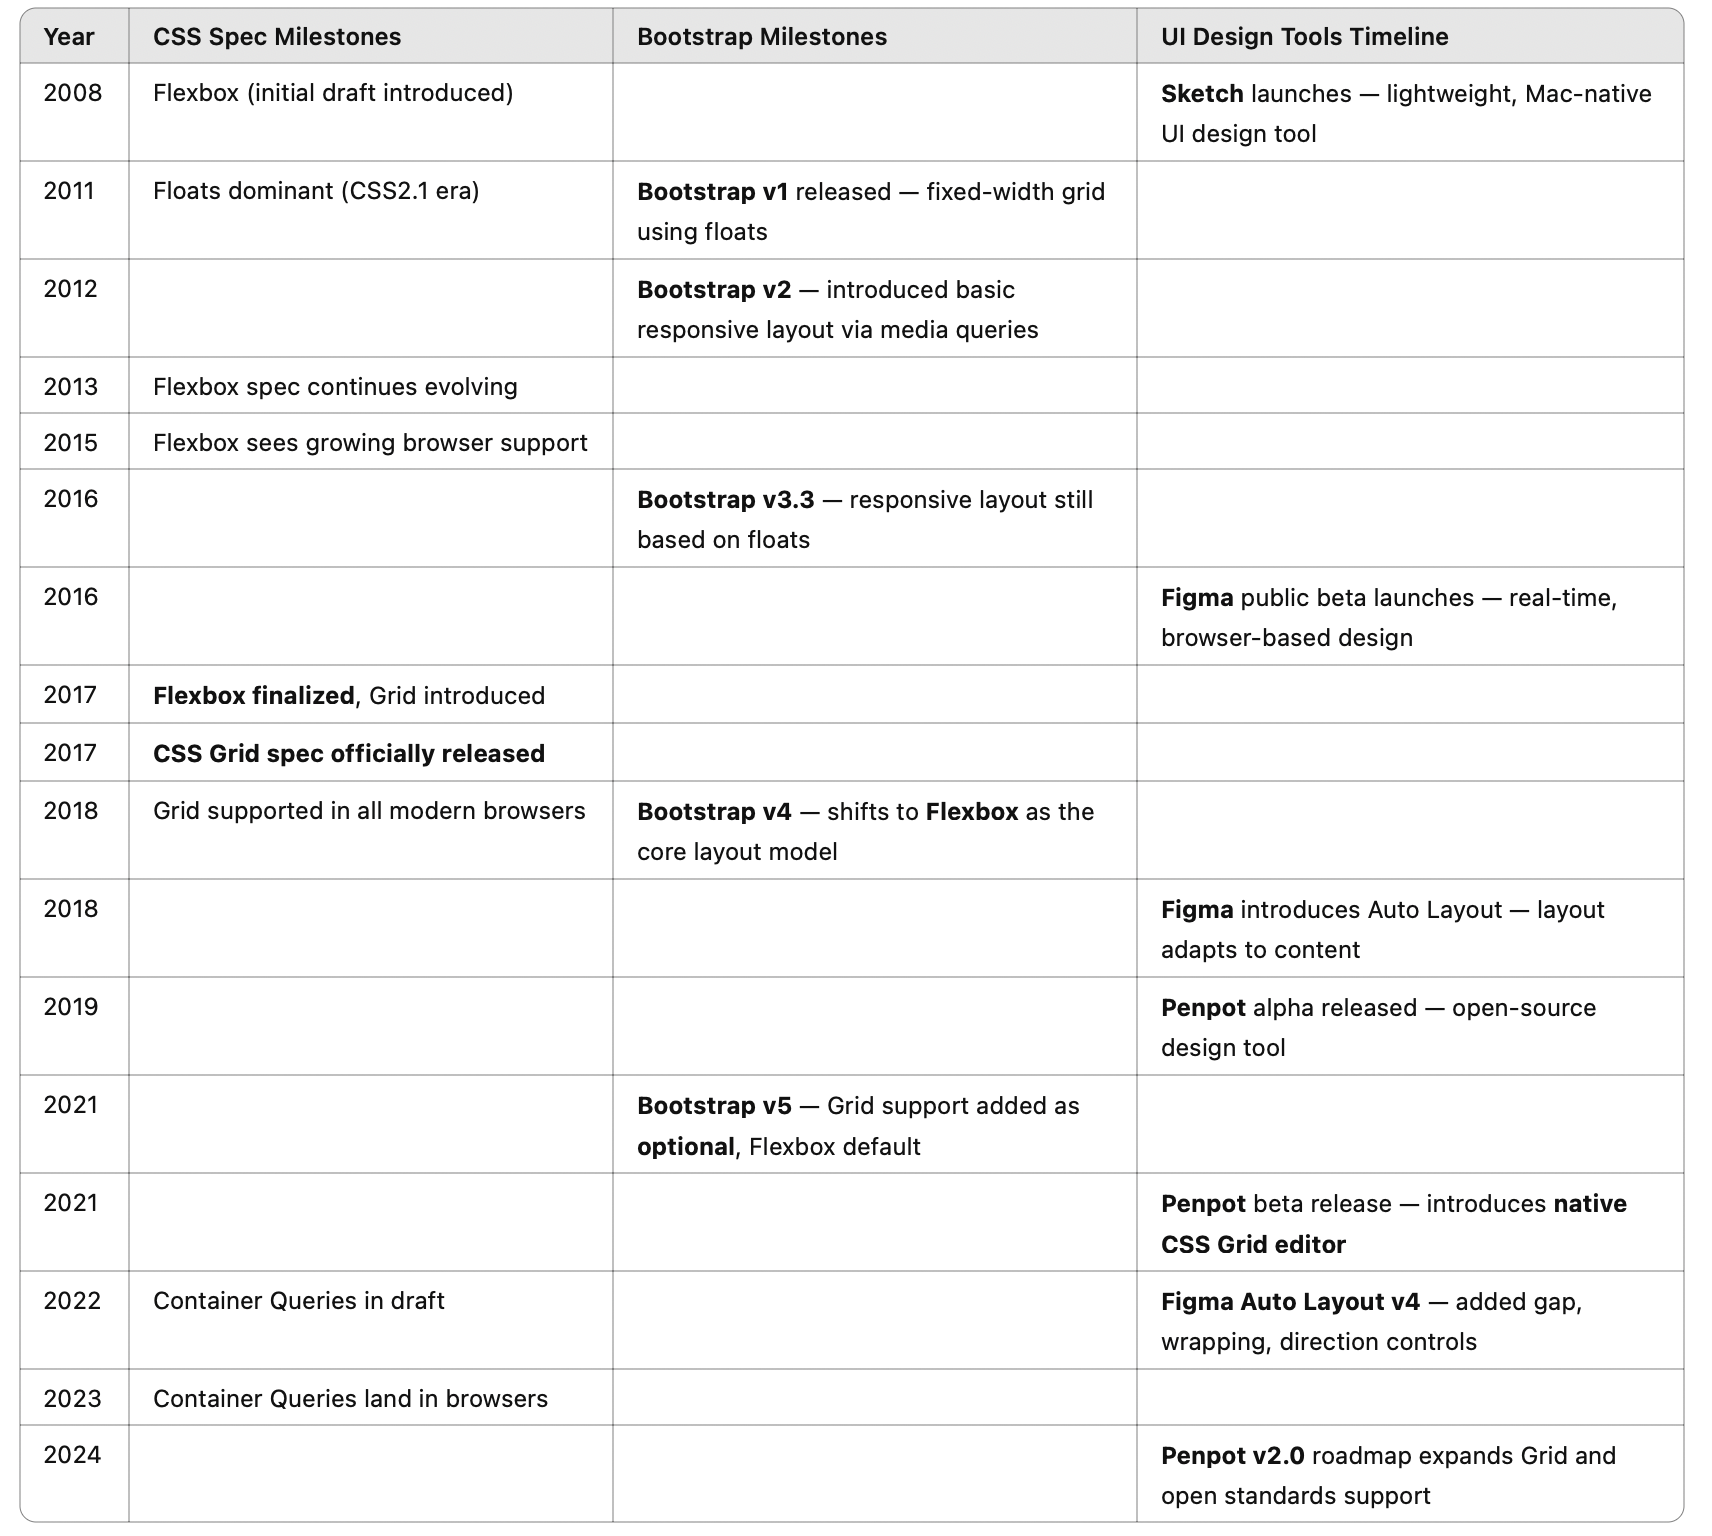 Year CSS Spec Milestones Bootstrap Milestones UI Design Tools Timeline
2008 Flexbox (initial draft introduced) Sketch launches — lightweight, Mac-native
UI design tool
2011 Floats dominant (CSS2.1 era) Bootstrap v1 released — fixed-width grid
using floats
2012 Bootstrap v2 — introduced basic
responsive layout via media queries
2013 Flexbox spec continues evolving
2015 Flexbox sees growing browser support
2016 Bootstrap v3.3 — responsive layout still
based on floats
2016 Figma public beta launches — real-time,
browser-based design
2017 Flexbox finalized, Grid introduced
2017 CSS Grid spec officially released
2018 Grid supported in all modern browsers Bootstrap v4 — shifts to Flexbox as the
core layout model
2018 Figma introduces Auto Layout — layout
adapts to content
2019 Penpot alpha released — open-source
design tool
2021 Bootstrap v5 — Grid support added as
optional, Flexbox default
2021 Penpot beta release — introduces native
CSS Grid editor
2022 Container Queries in draft Figma Auto Layout v4 — added gap,
wrapping, direction controls
2023 Container Queries land in browsers
2024 Penpot v2.0 roadmap expands Grid and
open standards support